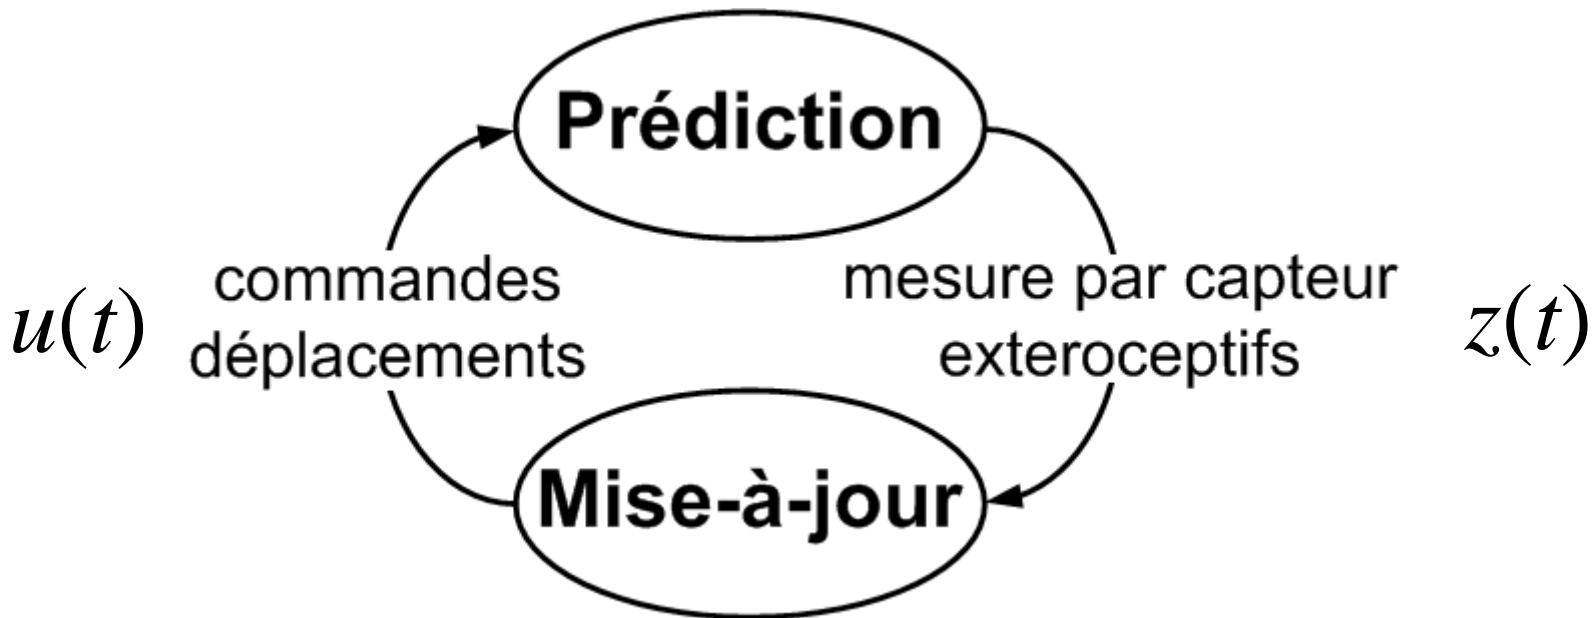 Prédiction
commandes
déplacements
u(t)
mesure par capteur
exteroceptifs
z(t)
Mise-à-jour